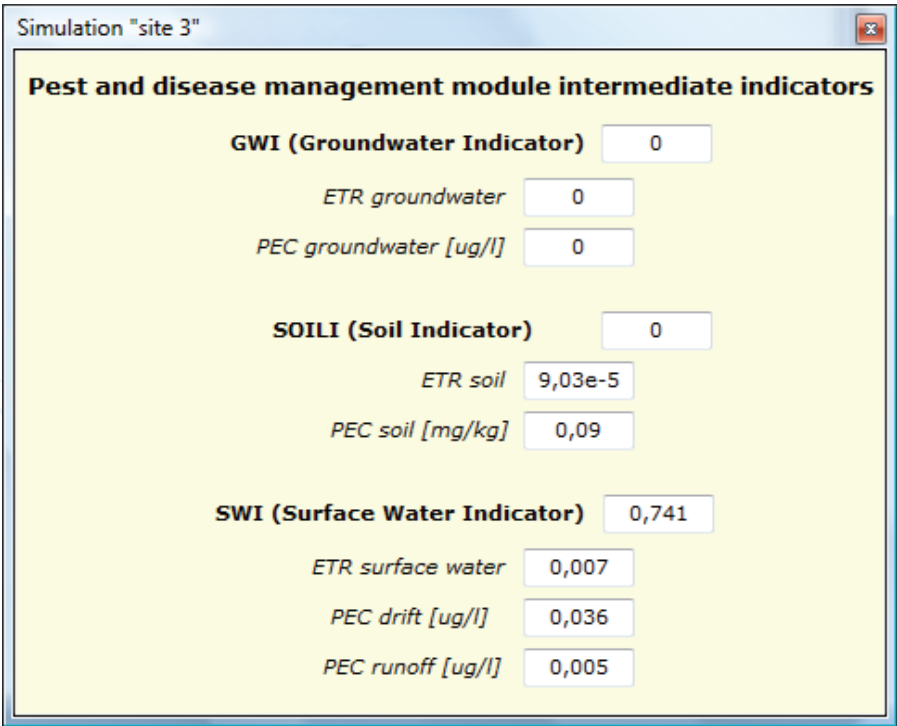 Simulation "site 3"
Pest and disease management module intermediate indicators
GWI (Groundwater Indicator) 0
ETR groundwater 0
PEC groundwater [ug/l] 0
SOILI (Soil Indicator) 0
ETR soil 9,03e-5
PEC soil [mg/kg] 0,09
SWI (Surface Water Indicator) 0,741
ETR surface water 0,007
PEC drift [ug/l] 0,036
PEC runoff [ug/l] 0,005